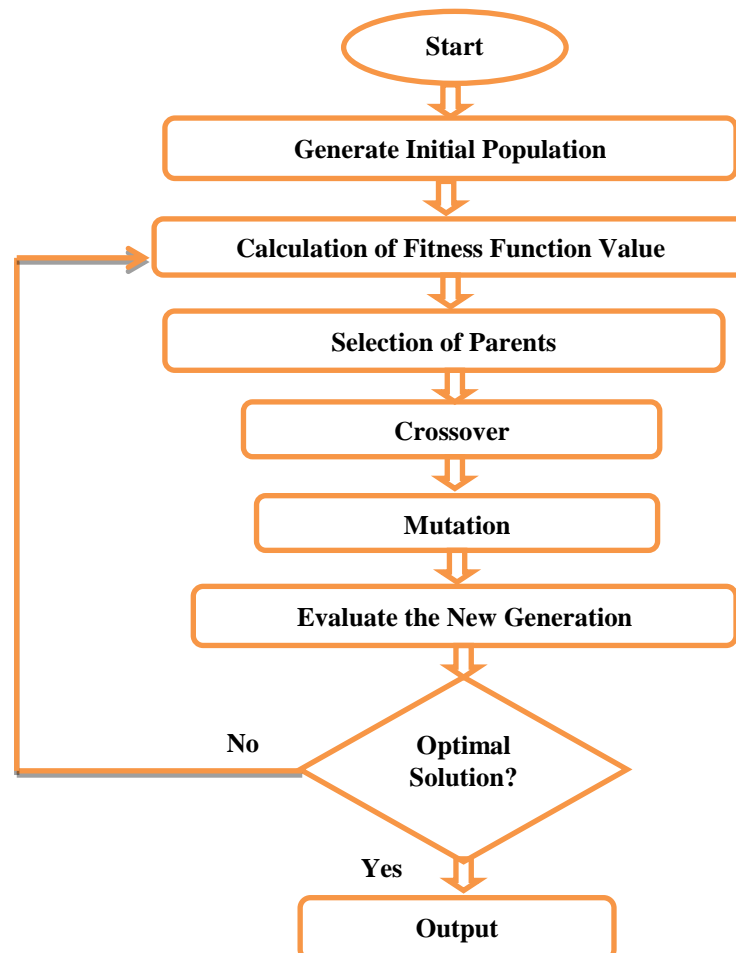 Start
Generate Initial Population
Calculation of Fitness Function Value
Selection of Parents
Crossover
Mutation
Evaluate the New Generation
No
Optimal
Solution?
Yes
Output